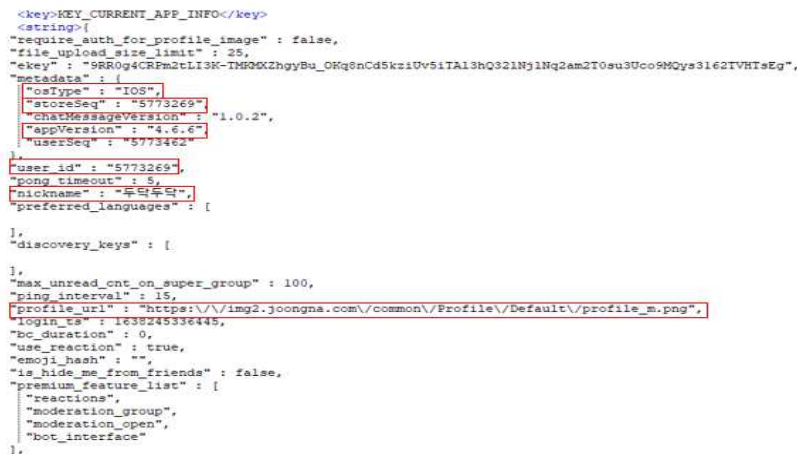 <key>KEY_CURRENT_APP_INFO</key>
<string>{
"require_auth_for_profile_image" : false,
"file_upload_size_limit" : 25,
"ekey" :
"metadata" : {
"osType" : "IOS",
"storeSeq" : "5773269",
"chatMessageVersion" : "1.0.2",
"appVersion" : "4.6.6",
"userSeq" : "5773462"
},
"user_id" : "5773269",
"pong_timeout" : 5,
"nickname" : "두닥두닥",
"preferred_languages" : [
],
"discovery_keys" : [
],
"max_unread_cnt_on_super_group" : 100,
"ping_interval" : 15,
"profile_url" : "https:\/\/img2.joongna.com\/common\/Profile\/Default\/profile_m.png",
"login_ts" : 1638245336445,
"bc_duration" : 0,
"use_reaction" : true,
"emoji_hash" : "",
"is_hide_me_from_friends" : false,
"premium_feature_list" : [
"reactions",
"moderation_group",
"moderation_open",
"bot_interface"
],